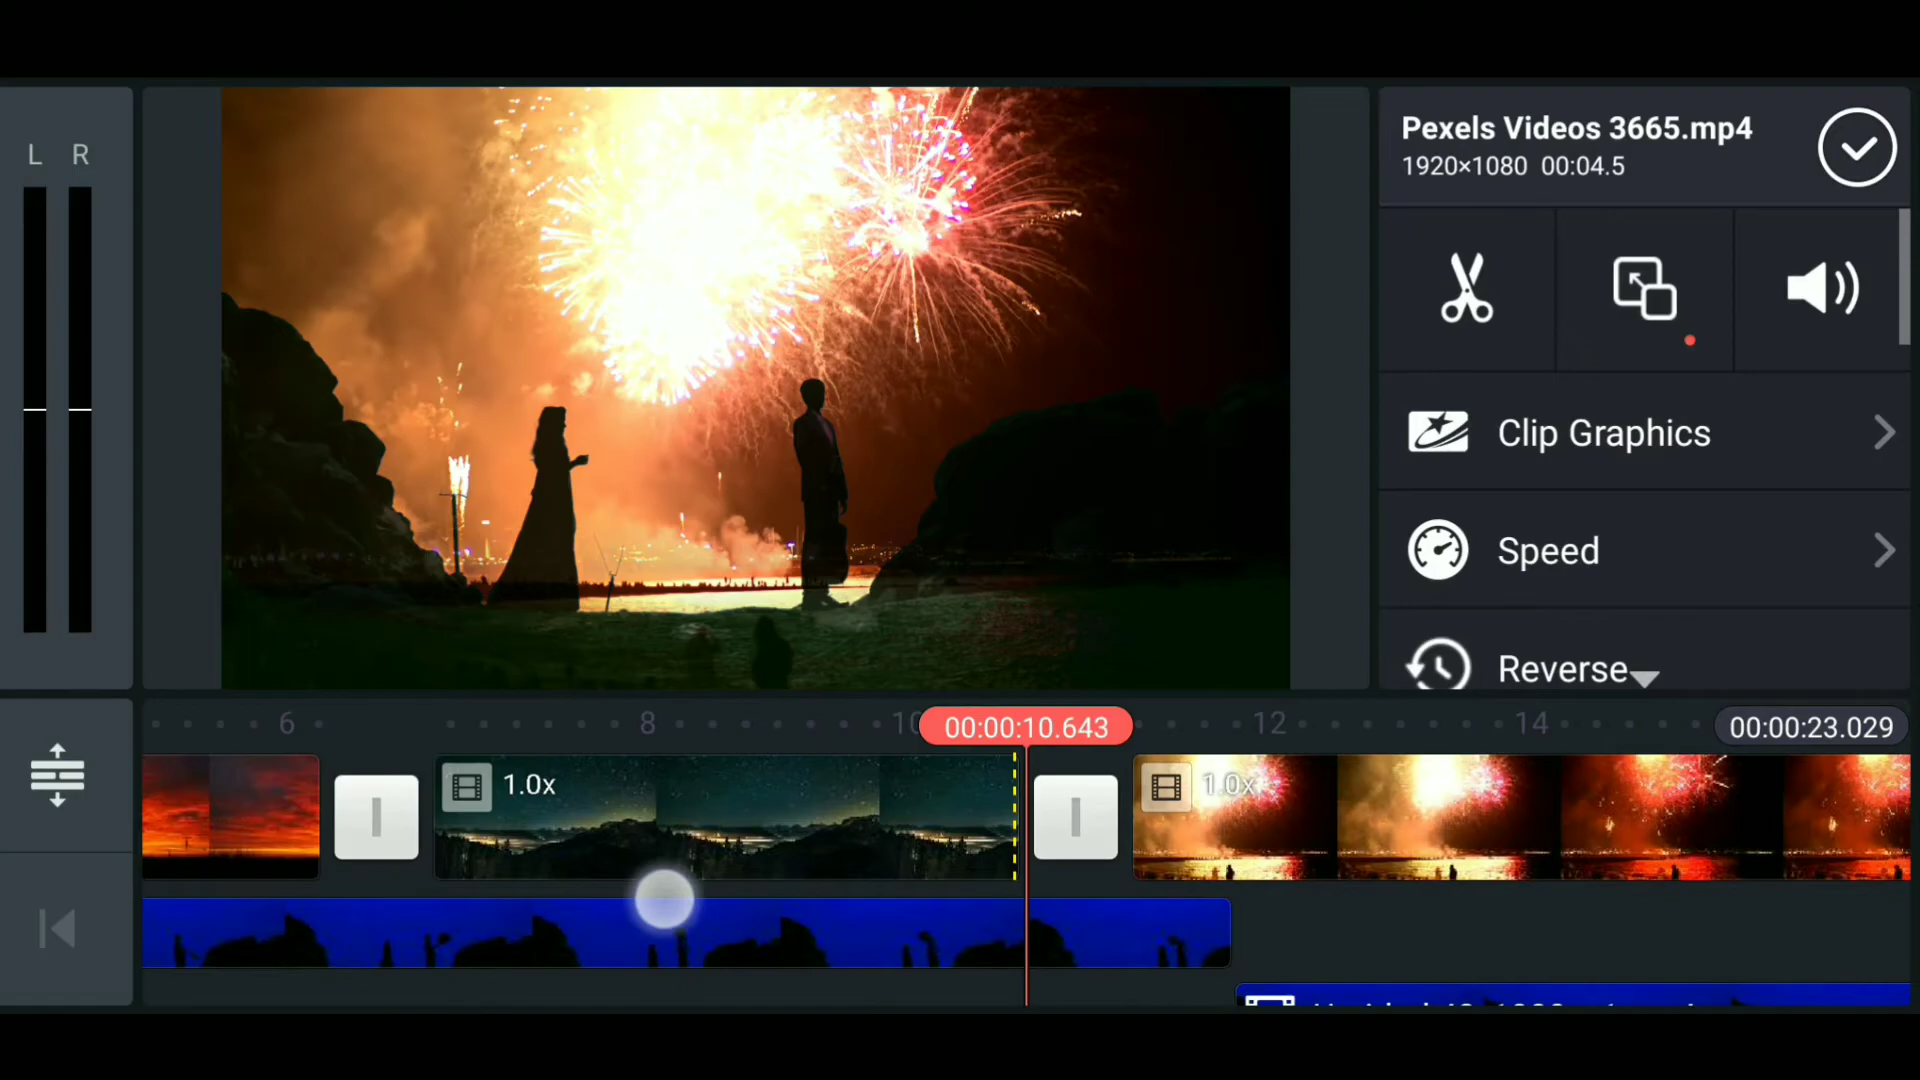 L R
Pexels Videos 3665.mp4
1920×1080 00:04.5
Clip Graphics
Speed
Reverse
6 8 10 00:00:10.643 12 14 00:00:23.029
1.0x
1.0x